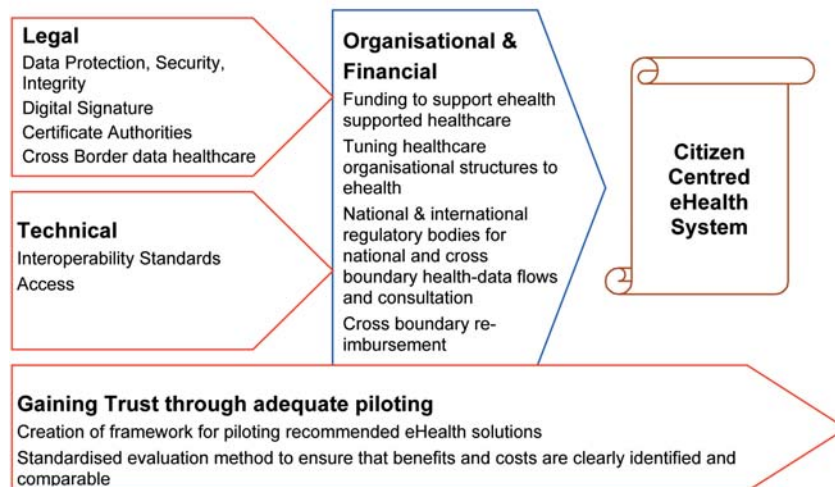 Legal
Data Protection, Security,
Integrity
Digital Signature
Certificate Authorities
Cross Border data healthcare
Technical
Interoperability Standards
Access
Organisational &
Financial
Funding to support ehealth
supported healthcare
Tuning healthcare
organisational structures to
ehealth
National & international
regulatory bodies for
national and cross
boundary health-data flows
and consultation
Cross boundary re-
imbursement
Citizen
Centred
eHealth
System
Gaining Trust through adequate piloting
Creation of framework for piloting recommended eHealth solutions
Standardised evaluation method to ensure that benefits and costs are clearly identified and
comparable